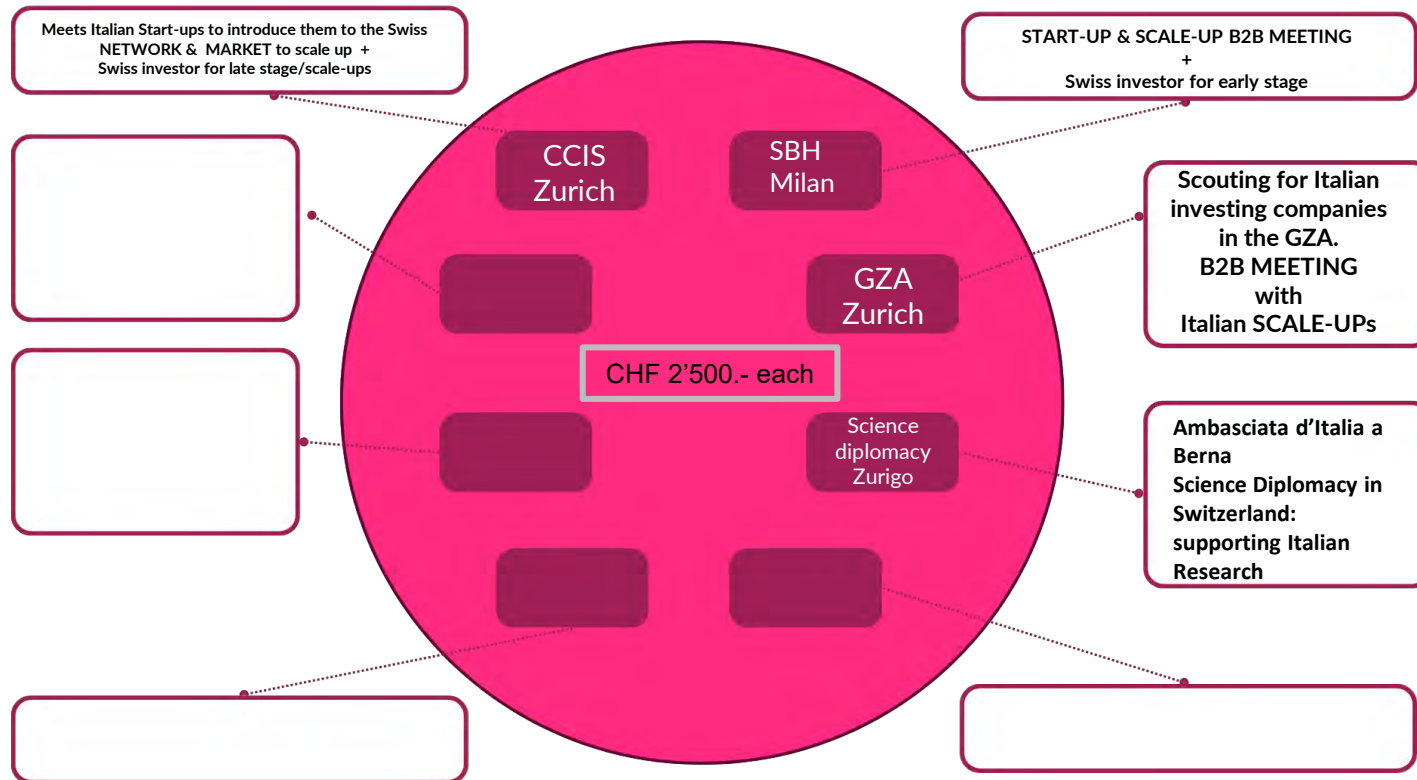 Meets Italian Start-ups to introduce them to the Swiss
NETWORK & MARKET to scale up +
Swiss investor for late stage/scale-ups
START-UP & SCALE-UP B2B MEETING
+
Swiss investor for early stage
CCIS
Zurich
SBH
Milan
Scouting for Italian
investing companies
in the GZA.
B2B MEETING
with
Italian SCALE-UPs
GZA
Zurich
CHF 2’500.- each
Science
diplomacy
Zurigo
Ambasciata d’Italia a
Berna
Science Diplomacy in
Switzerland:
supporting Italian
Research